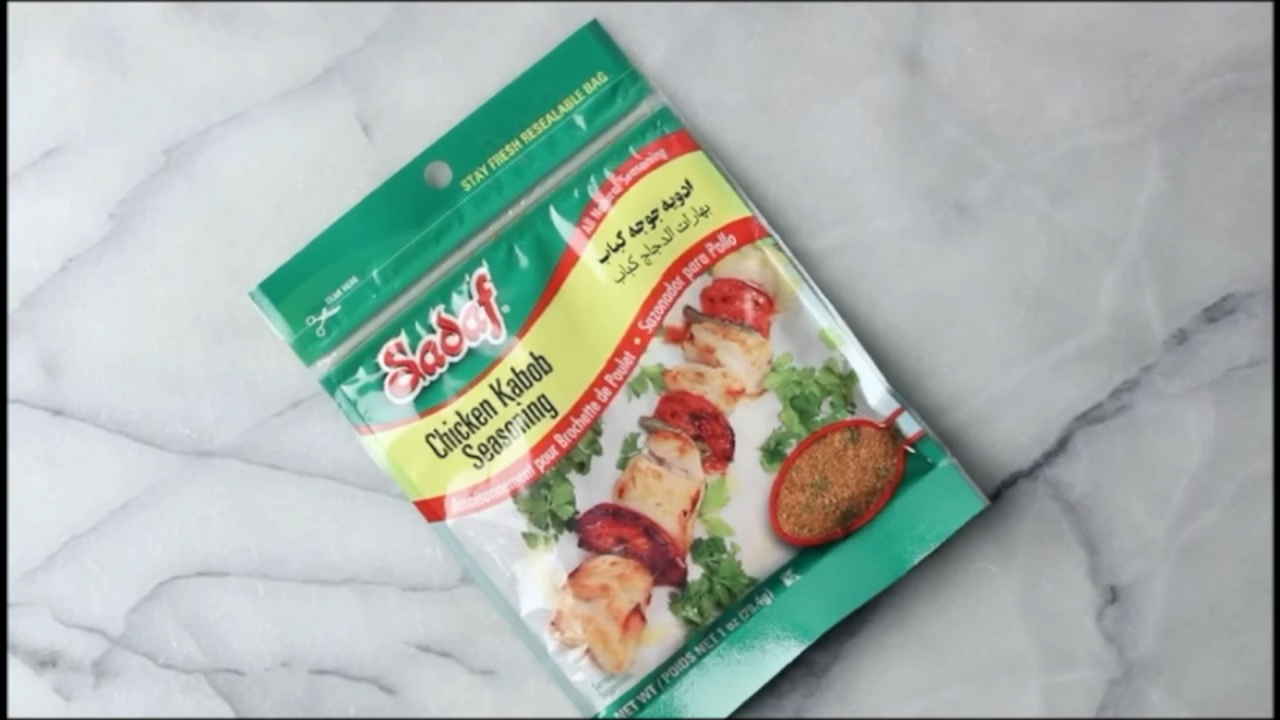 STAY FRESH RESEALABLE BAG
TEAR HERE
Sadaf®
All Natural Seasoning
ادویه جوجه کباب
بهارات الدجاج كباب
Chicken Kabob
Seasoning
Assaisonnement pour Brochette de Poulet • Sazonador para Pollo
NET WT / POIDS NET 1 oz (28.4g)
K